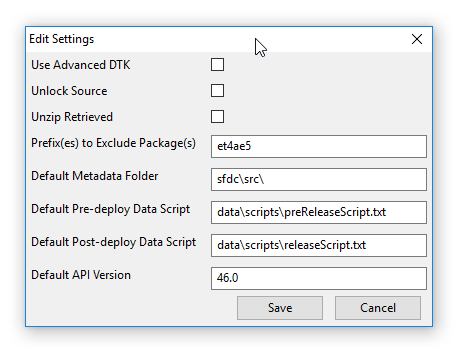 Edit Settings
Use Advanced DTK
Unlock Source
Unzip Retrieved
Prefix(es) to Exclude Package(s) et4ae5
Default Metadata Folder sfdc\src\
Default Pre-deploy Data Script data\scripts\preReleaseScript.txt
Default Post-deploy Data Script data\scripts\releaseScript.txt
Default API Version 46.0
Save Cancel